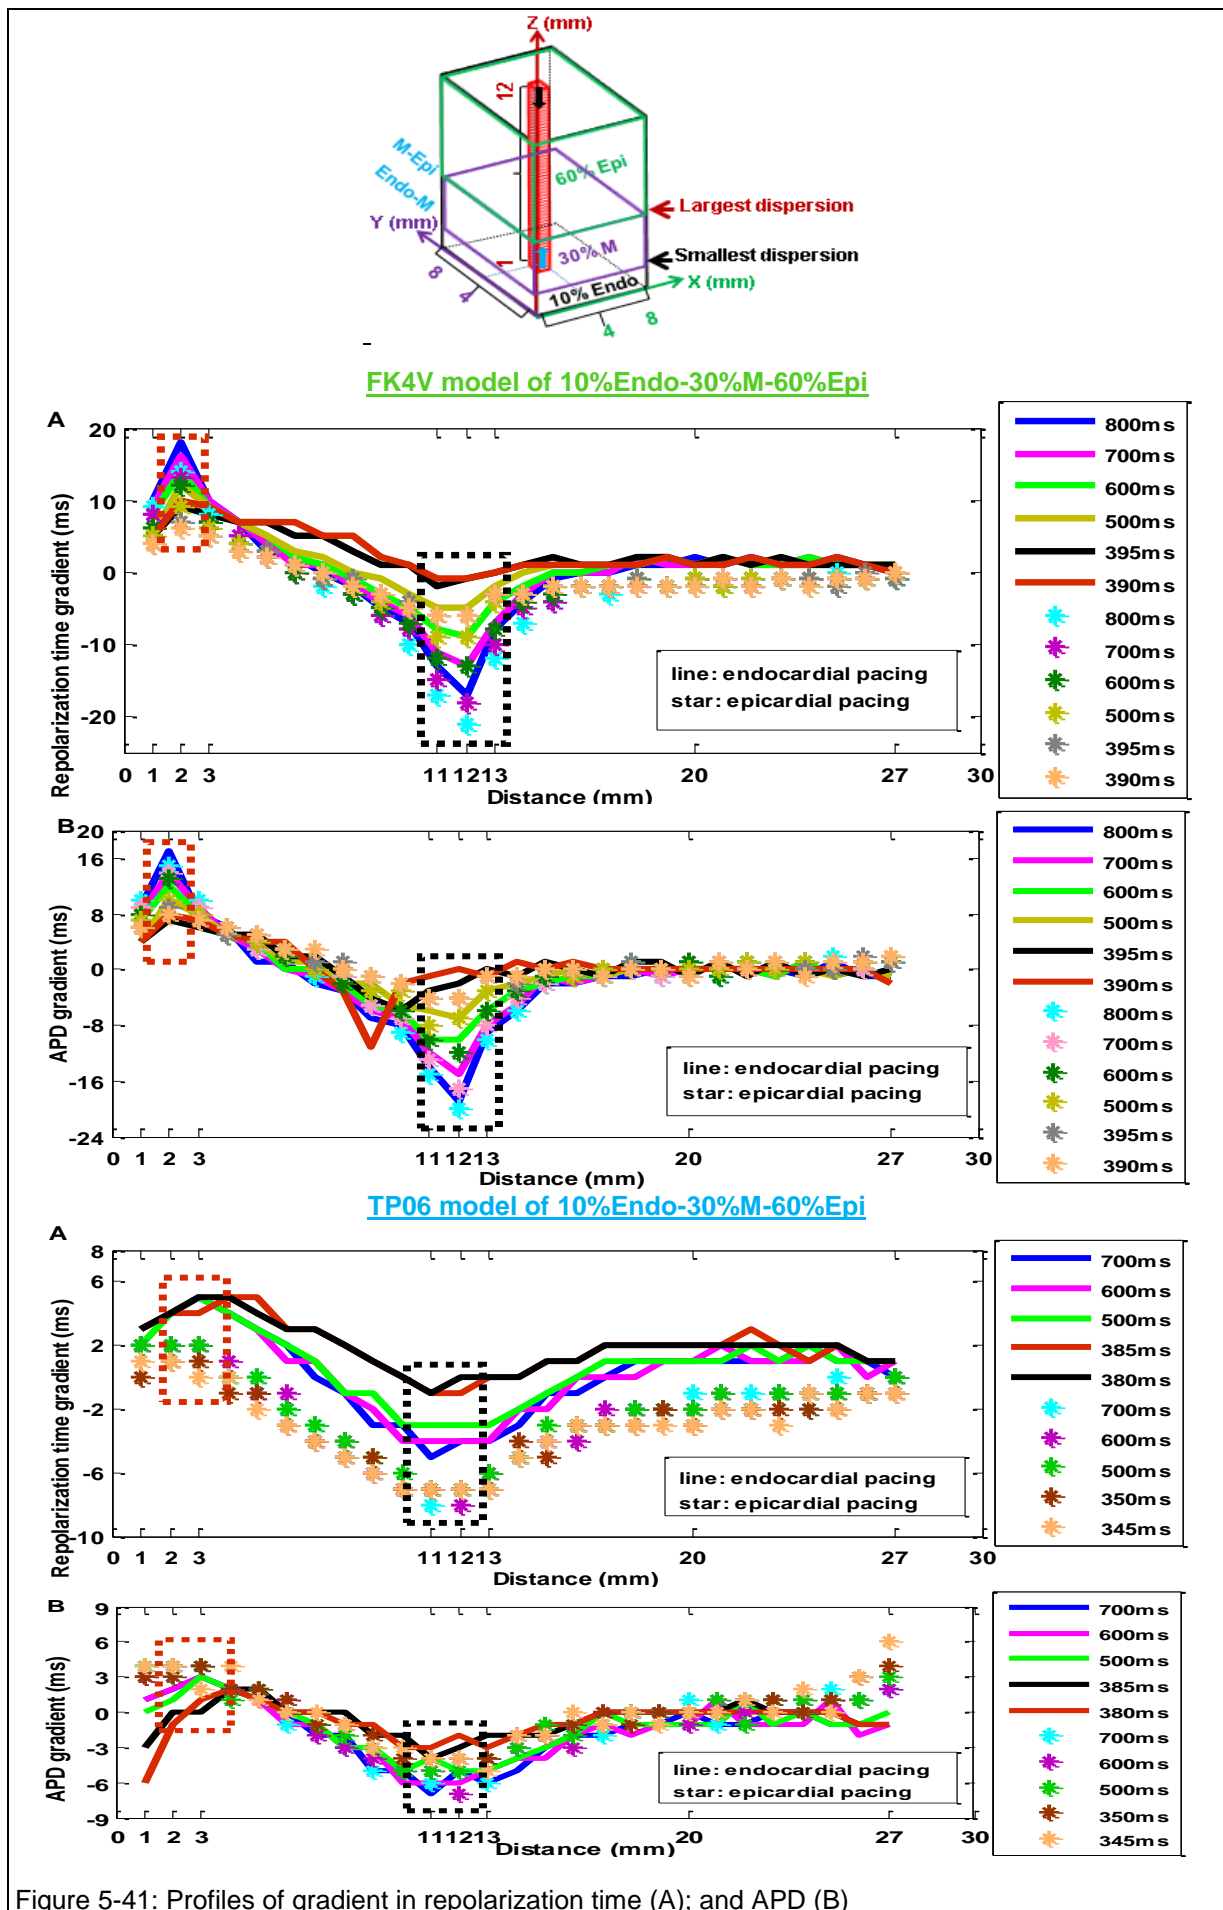 Z (mm)
12
M-Epi
Endo-M
60% Epi
Largest dispersion
Y (mm)
30% M
Smallest dispersion
1
10% Endo
X (mm)
8
4
4
8
FK4V model of 10%Endo-30%M-60%Epi
A
Repolarization time gradient (ms)
20
10
0
-10
-20
line: endocardial pacing
star: epicardial pacing
0 1 2 3 11 12 13 20 27 30
Distance (mm)
800ms
700ms
600ms
500ms
395ms
390ms
800ms
700ms
600ms
500ms
395ms
390ms
B
APD gradient (ms)
20
16
8
0
-8
-16
-24
line: endocardial pacing
star: epicardial pacing
0 1 2 3 11 12 13 20 27 30
Distance (mm)
800ms
700ms
600ms
500ms
395ms
390ms
800ms
700ms
600ms
500ms
395ms
390ms
TP06 model of 10%Endo-30%M-60%Epi
A
Repolarization time gradient (ms)
8
6
2
-2
-6
-10
line: endocardial pacing
star: epicardial pacing
0 1 2 3 11 12 13 20 27 30
Distance (mm)
700ms
600ms
500ms
385ms
380ms
700ms
600ms
500ms
350ms
345ms
B
APD gradient (ms)
9
6
3
0
-3
-6
-9
line: endocardial pacing
star: epicardial pacing
0 1 2 3 11 12 13 20 27 30
Distance (mm)
700ms
600ms
500ms
385ms
380ms
700ms
600ms
500ms
350ms
345ms
Figure 5-41: Profiles of gradient in repolarization time (A); and APD (B)